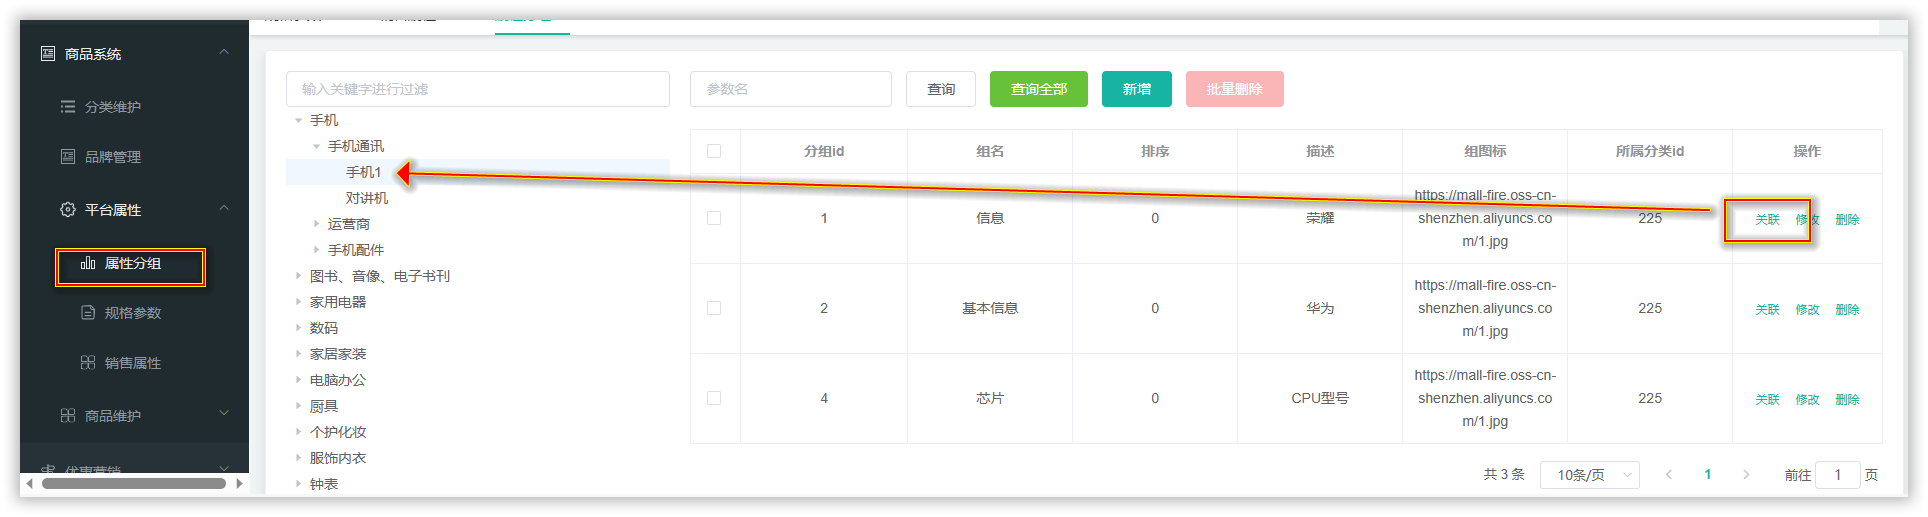 商品系统
分类维护
品牌管理
平台属性
属性分组
规格参数
销售属性
商品维护
优惠营销
输入关键字进行过滤
手机
手机通讯
手机1
对讲机
运营商
手机配件
图书、音像、电子书刊
家用电器
数码
家居家装
电脑办公
厨具
个护化妆
服饰内衣
钟表
参数名 查询 查询全部 新增 批量删除
分组id 组名 排序 描述 组图标 所属分类id 操作
1 信息 0 荣耀 https://mall-fire.oss-cn-
shenzhen.aliyuncs.co
m/1.jpg 225 关联 修改 删除
2 基本信息 0 华为 https://mall-fire.oss-cn-
shenzhen.aliyuncs.co
m/1.jpg 225 关联 修改 删除
4 芯片 0 CPU型号 https://mall-fire.oss-cn-
shenzhen.aliyuncs.co
m/1.jpg 225 关联 修改 删除
共 3 条 10条/页 1 前往 1 页